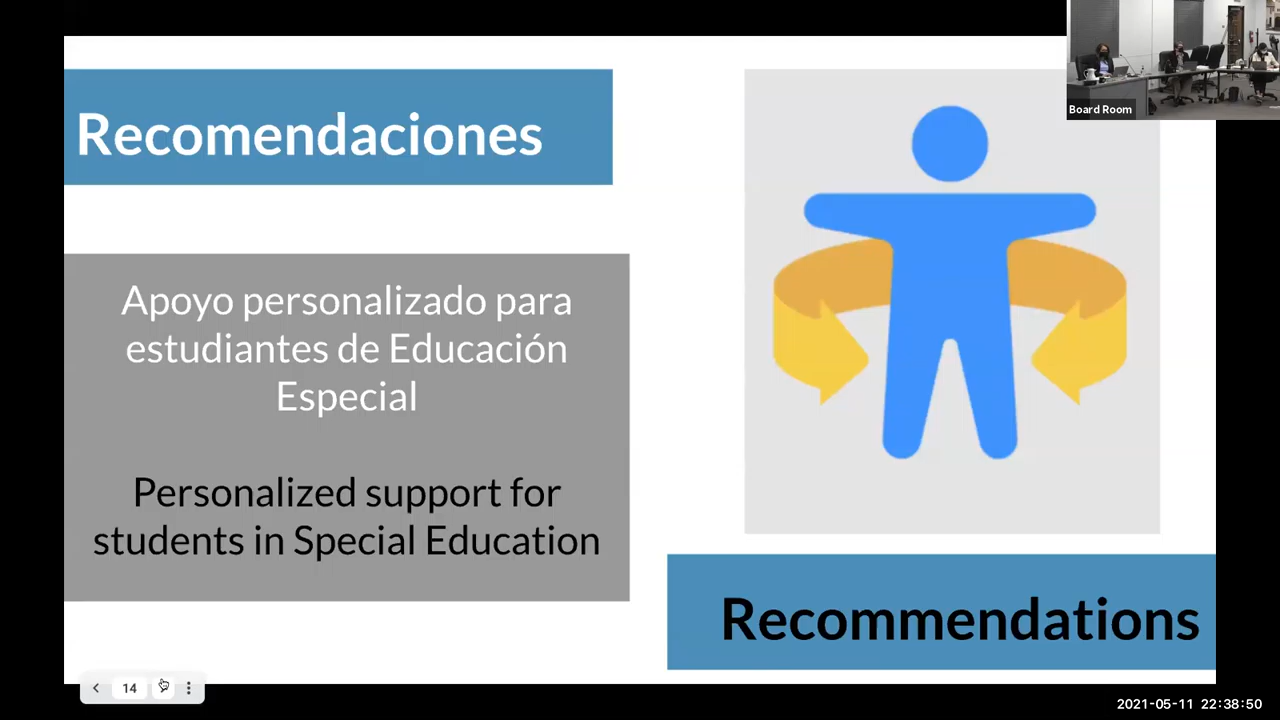 Recomendaciones
Board Room
Apoyo personalizado para
estudiantes de Educación
Especial
Personalized support for
students in Special Education
Recommendations
14
2021-05-11 22:38:50